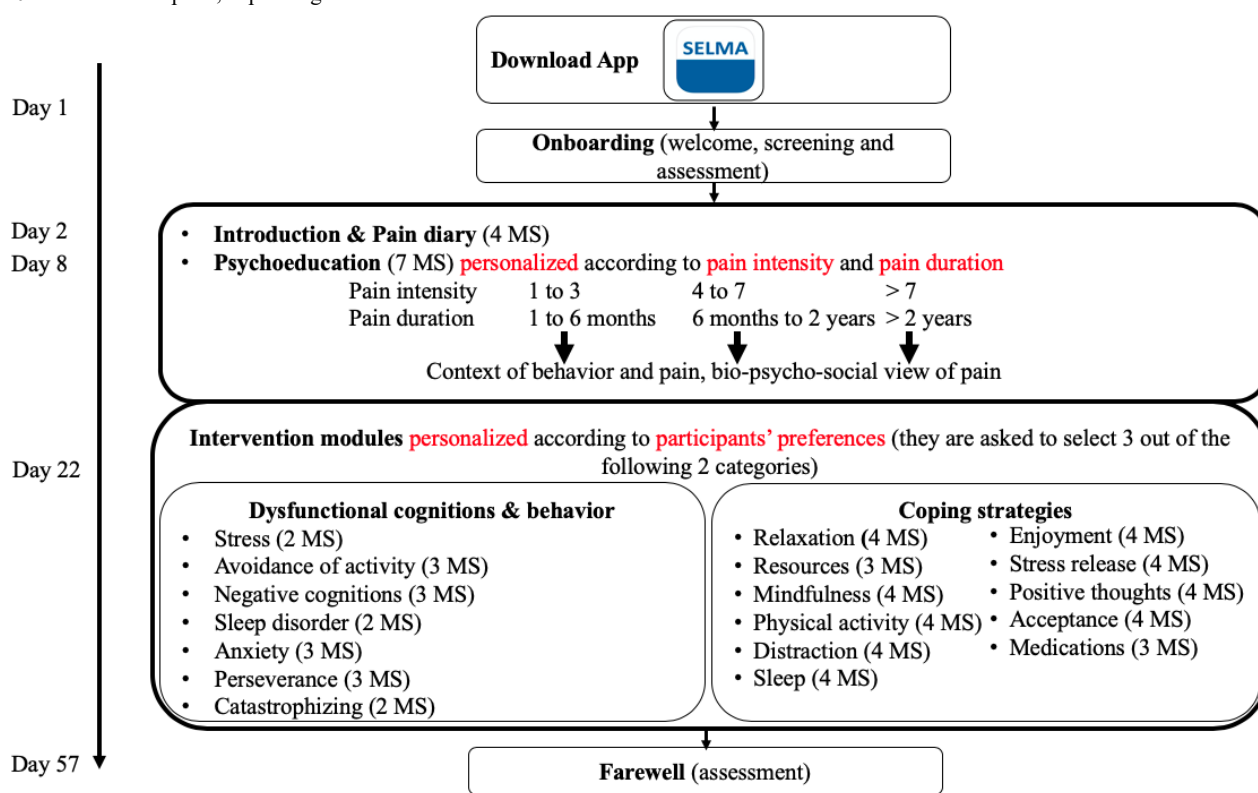 Download App
SELMA
Day 1
Onboarding (welcome, screening and
assessment)
Day 2
• Introduction & Pain diary (4 MS)
Day 8
• Psychoeducation (7 MS) personalized according to pain intensity and pain duration
Pain intensity 1 to 3 4 to 7 > 7
Pain duration 1 to 6 months 6 months to 2 years > 2 years
Context of behavior and pain, bio-psycho-social view of pain
Intervention modules personalized according to participants' preferences (they are asked to select 3 out of the
following 2 categories)
Day 22
Dysfunctional cognitions & behavior
• Stress (2 MS)
• Avoidance of activity (3 MS)
• Negative cognitions (3 MS)
• Sleep disorder (2 MS)
• Anxiety (3 MS)
• Perseverance (3 MS)
• Catastrophizing (2 MS)
Coping strategies
• Relaxation (4 MS)
• Resources (3 MS)
• Mindfulness (4 MS)
• Physical activity (4 MS)
• Distraction (4 MS)
• Sleep (4 MS)
• Enjoyment (4 MS)
• Stress release (4 MS)
• Positive thoughts (4 MS)
• Acceptance (4 MS)
• Medications (3 MS)
Day 57
Farewell (assessment)